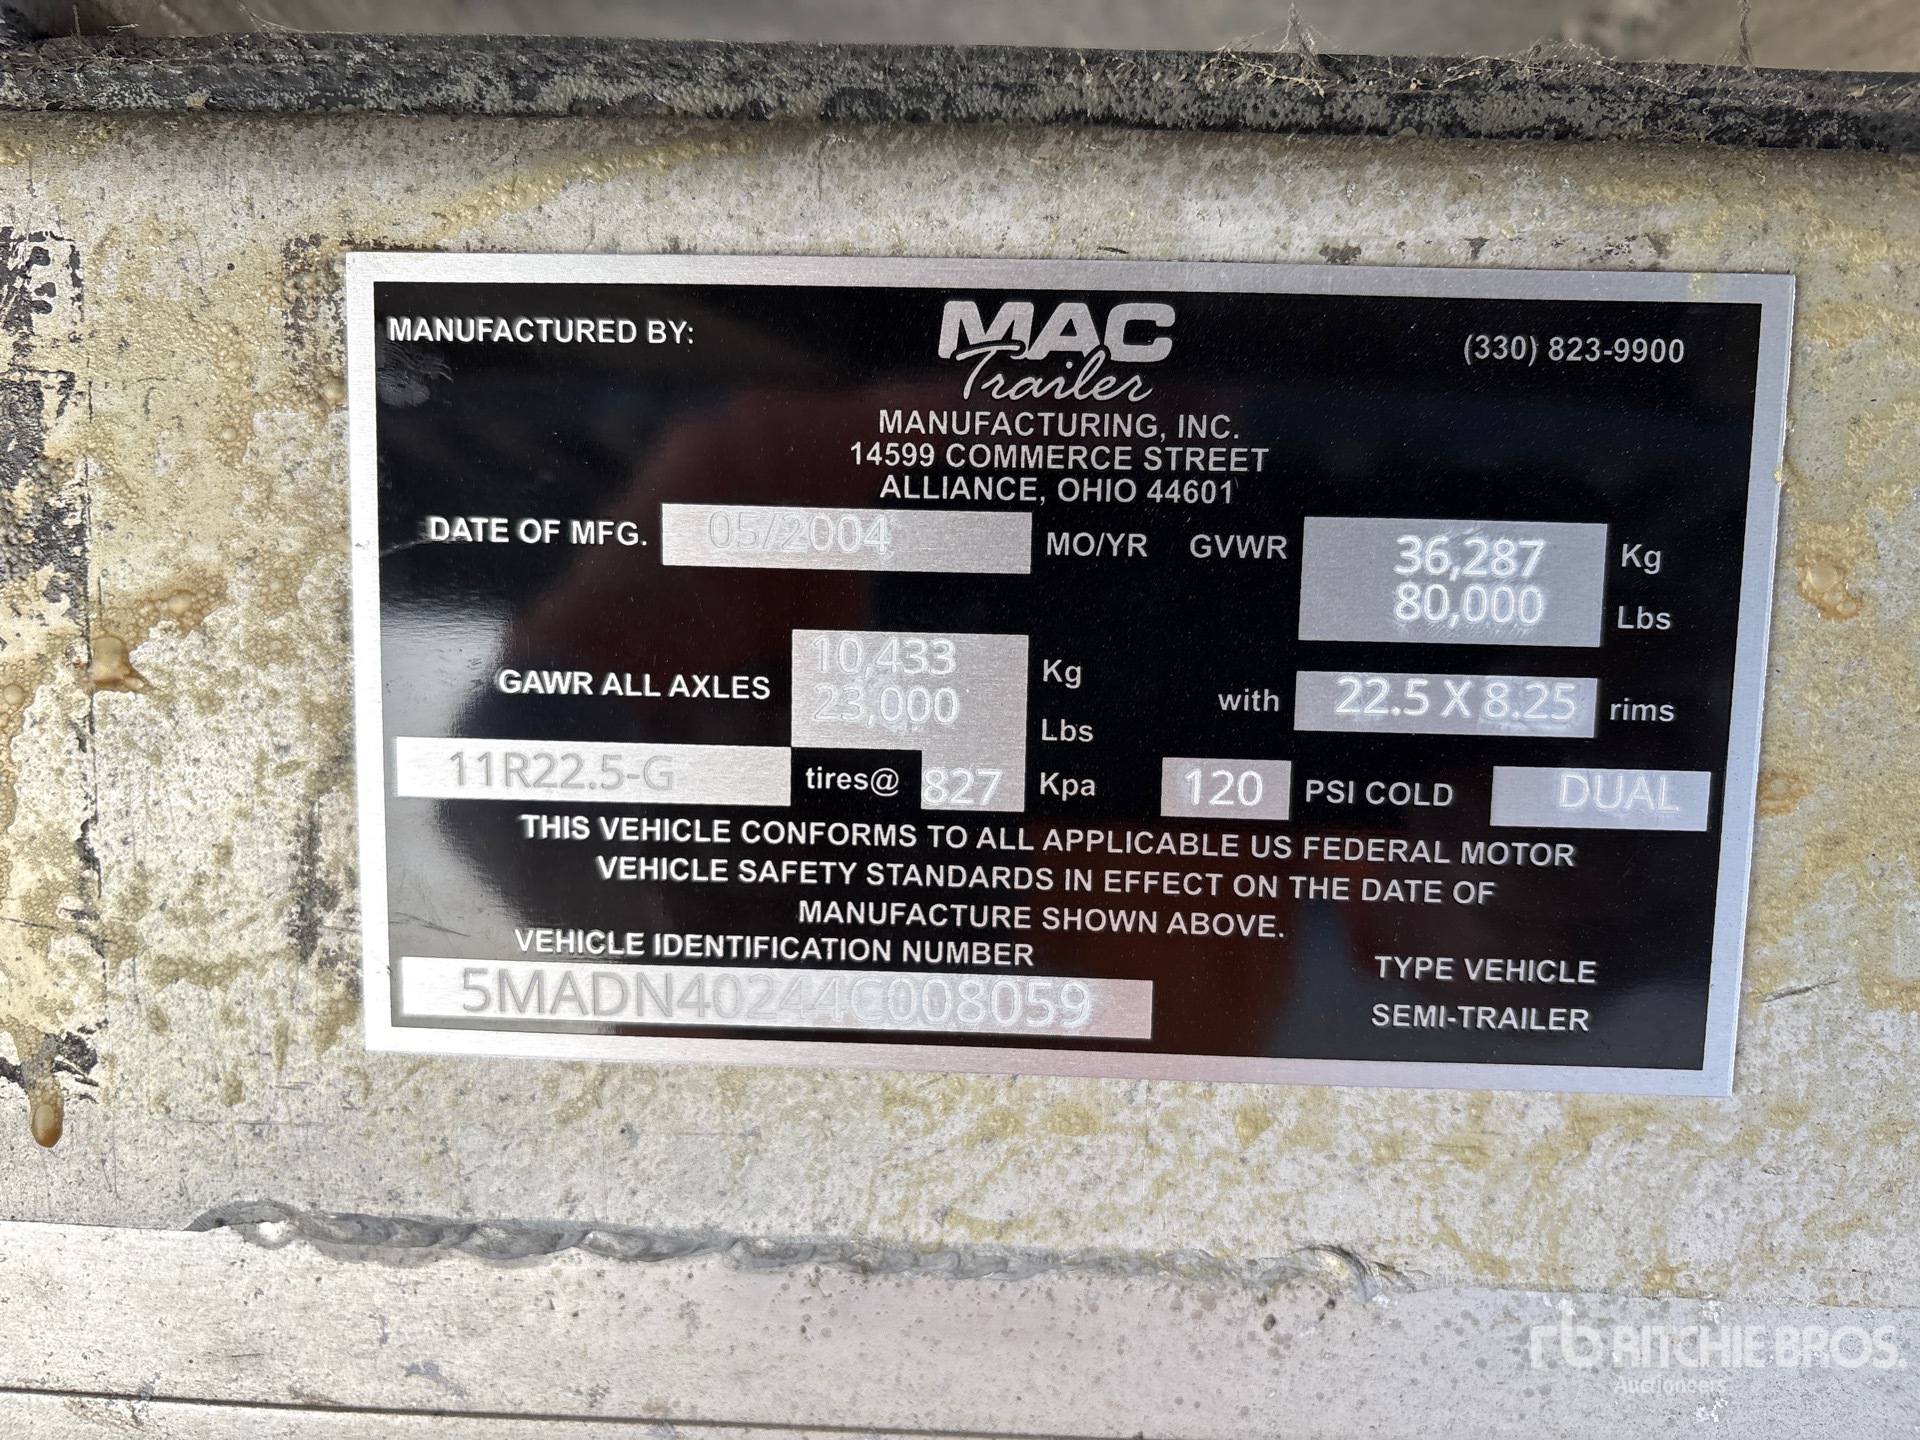 MANUFACTURED BY:
MAC
Trailer
(330) 823-9900
MANUFACTURING, INC.
14599 COMMERCE STREET
ALLIANCE, OHIO 44601
DATE OF MFG. 05/2004 MO/YR GVWR 36,287 Kg
80,000 Lbs
GAWR ALL AXLES 10,433 Kg
23,000 Lbs
with 22.5 X 8.25 rims
11R22.5-G tires@ 827 Kpa 120 PSI COLD DUAL
THIS VEHICLE CONFORMS TO ALL APPLICABLE US FEDERAL MOTOR
VEHICLE SAFETY STANDARDS IN EFFECT ON THE DATE OF
MANUFACTURE SHOWN ABOVE.
VEHICLE IDENTIFICATION NUMBER
5MADN40244C008059
TYPE VEHICLE
SEMI-TRAILER
rb RITCHIE BROS.
Auctioneers